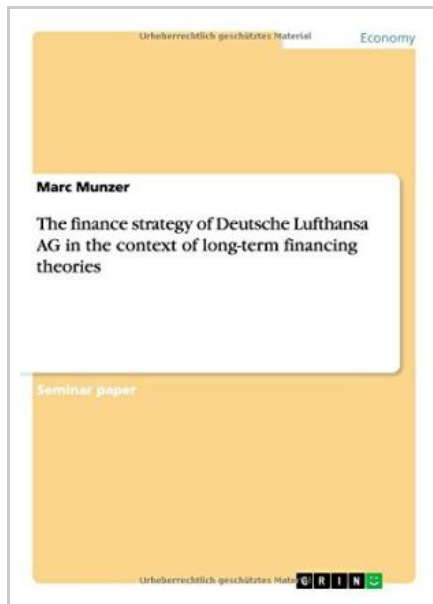 Urheberrechtlich geschütztes Material
Economy
Marc Munzer
The finance strategy of Deutsche Lufthansa
AG in the context of long-term financing
theories
Seminar paper
Urheberrechtlich geschütztes Mate
GRIN